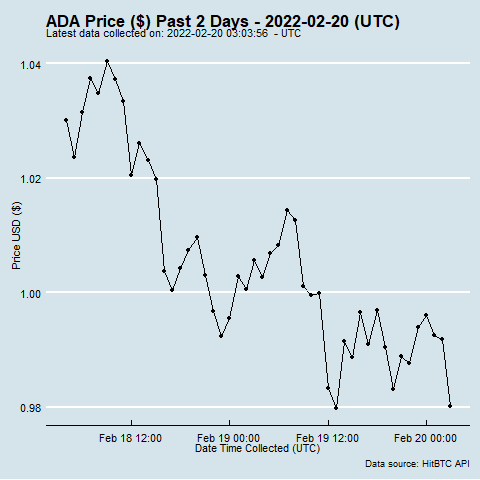 ADA Price ($) Past 2 Days - 2022-02-20 (UTC)
Latest data collected on: 2022-02-20 03:03:56 - UTC
1.04
1.02
1.00
0.98
Price USD ($)
Feb 18 12:00 Feb 19 00:00 Feb 19 12:00 Feb 20 00:00
Date Time Collected (UTC)
Data source: HitBTC API